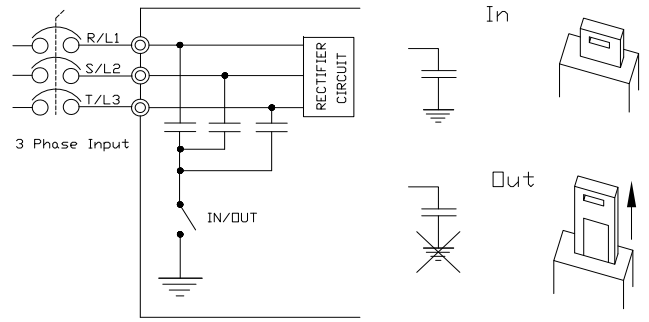 R/L1
S/L2
T/L3
3 Phase Input
RECTIFIER
CIRCUIT
IN/OUT
In
Out